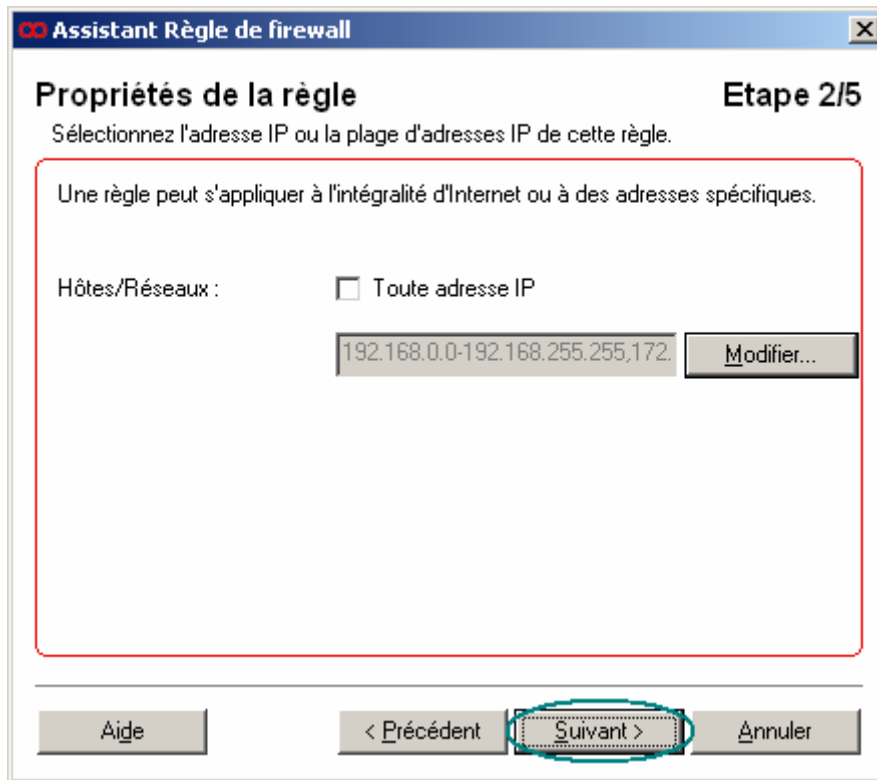 Assistant Règle de firewall
Propriétés de la règle
Etape 2/5
Sélectionnez l'adresse IP ou la plage d'adresses IP de cette règle.
Une règle peut s'appliquer à l'intégralité d'Internet ou à des adresses spécifiques.
Hôtes/Réseaux :
Toute adresse IP
192.168.0.0-192.168.255.255,172.
Modifier...
Aide
< Précédent
Suivant >
Annuler